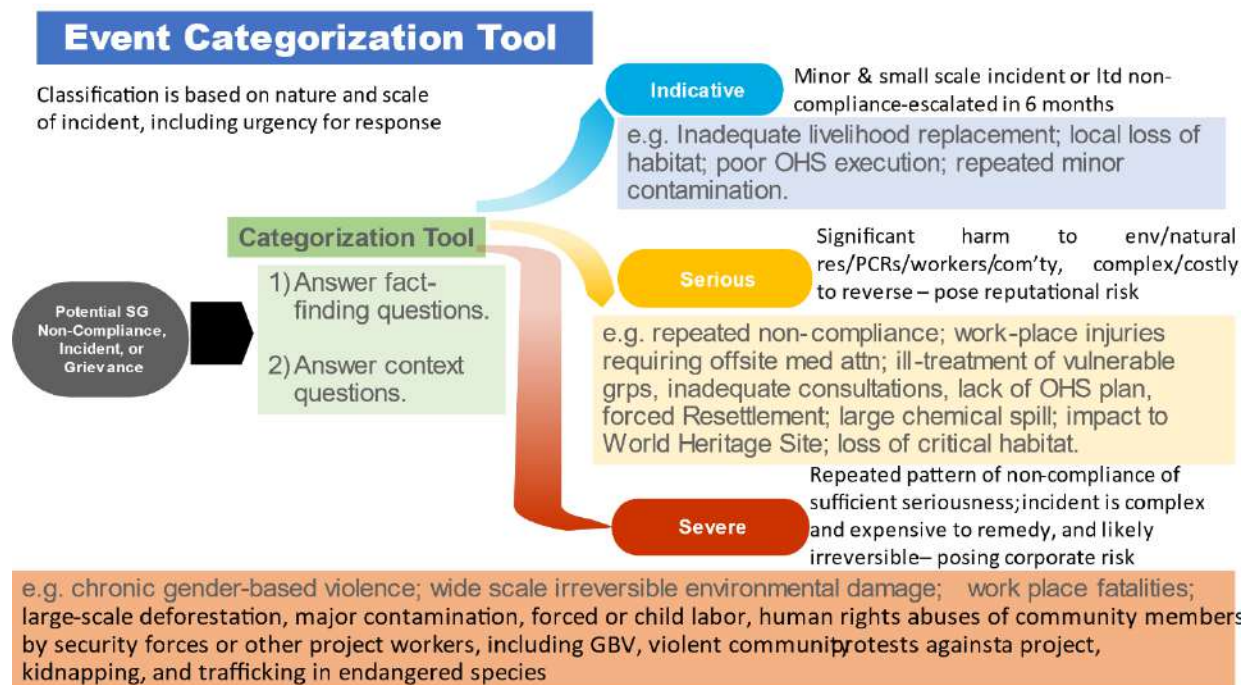 Event Categorization Tool
Classification is based on nature and scale
of incident, including urgency for response
Indicative
Minor & small scale incident or ltd non-
compliance-escalated in 6 months
e.g. Inadequate livelihood replacement; local loss of
habitat; poor OHS execution; repeated minor
contamination.
Categorization Tool
1) Answer fact-
finding questions.
2) Answer context
questions.
Potential SG
Non-Compliance,
Incident, or
Grievance
Serious
Significant harm to env/natural
res/PCRs/workers/com'ty, complex/costly
to reverse – pose reputational risk
e.g. repeated non-compliance; work-place injuries
requiring offsite med attn; ill-treatment of vulnerable
grps, inadequate consultations, lack of OHS plan,
forced Resettlement; large chemical spill; impact to
World Heritage Site; loss of critical habitat.
Severe
Repeated pattern of non-compliance of
sufficient seriousness; incident is complex
and expensive to remedy, and likely
irreversible– posing corporate risk
e.g. chronic gender-based violence; wide scale irreversible environmental damage; work place fatalities;
large-scale deforestation, major contamination, forced or child labor, human rights abuses of community members
by security forces or other project workers, including GBV, violent community protests against a project,
kidnapping, and trafficking in endangered species